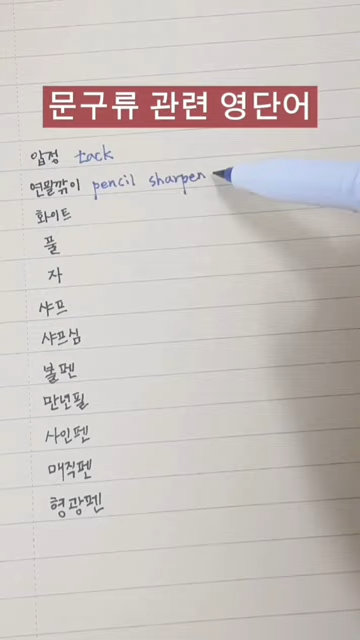 문구류 관련 영단어
압정 tack
연필깎이 pencil sharpen
화이트
풀
자
샤프
샤프심
볼펜
만년필
사인펜
매직펜
형광펜